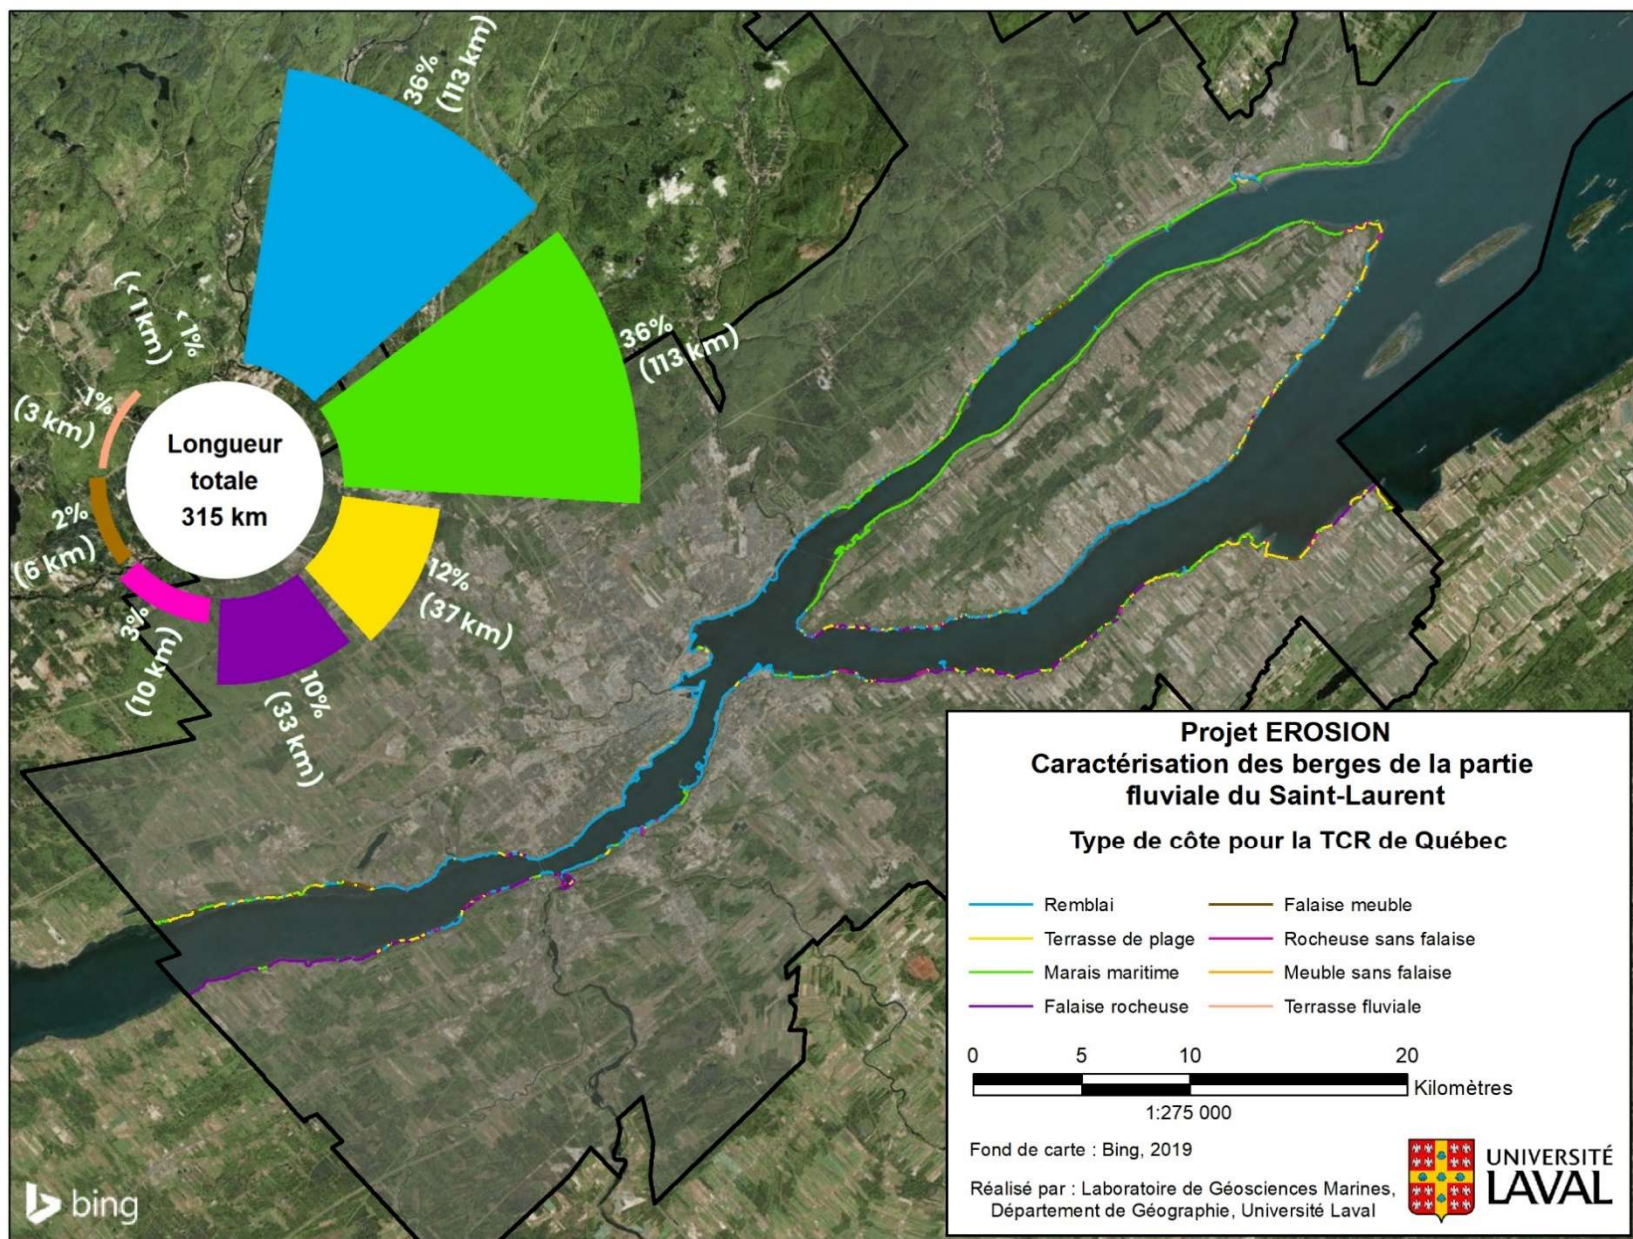 36%
(113 km)
36%
(113 km)
12%
(37 km)
10%
(33 km)
3%
(10 km)
2%
(6 km)
1%
(3 km)
<1%
(<1km)
Longueur
totale
315 km
Projet EROSION
Caractérisation des berges de la partie
fluviale du Saint-Laurent
Type de côte pour la TCR de Québec
Remblai
Terrasse de plage
Marais maritime
Falaise rocheuse
Falaise meuble
Rocheuse sans falaise
Meuble sans falaise
Terrasse fluviale
0 5 10 20
Kilomètres
1:275 000
Fond de carte : Bing, 2019
Réalisé par : Laboratoire de Géosciences Marines,
Département de Géographie, Université Laval
UNIVERSITÉ
LAVAL
bing